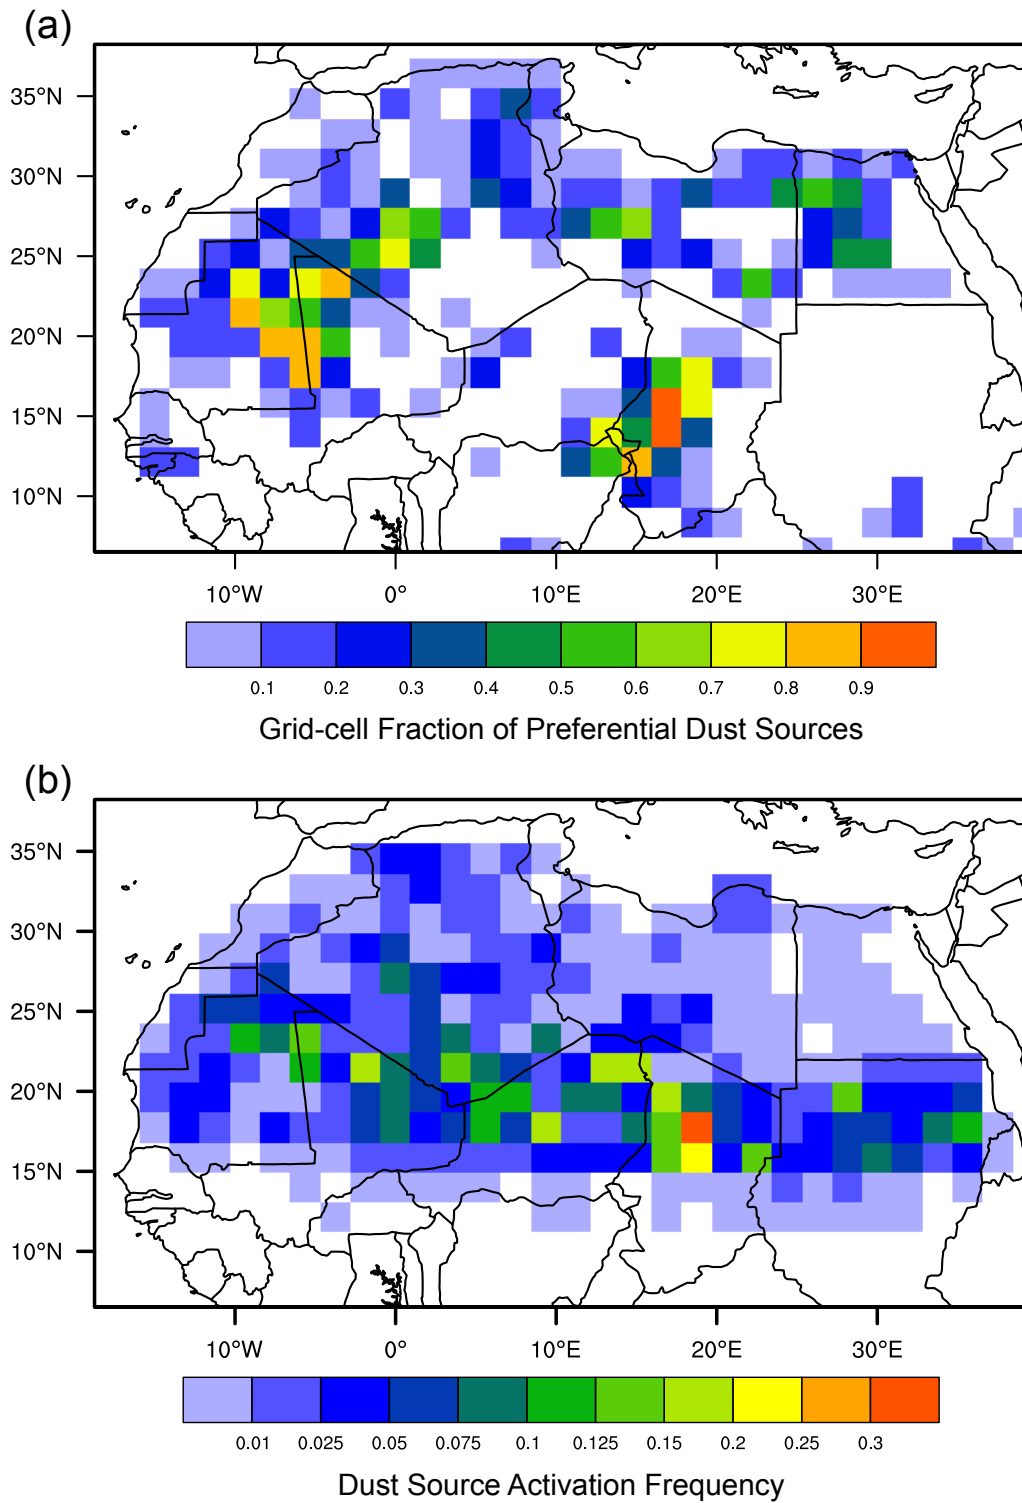 (a)
35°N
30°N
25°N
20°N
15°N
10°N
10°W 0° 10°E 20°E 30°E
0.1 0.2 0.3 0.4 0.5 0.6 0.7 0.8 0.9
Grid-cell Fraction of Preferential Dust Sources
(b)
35°N
30°N
25°N
20°N
15°N
10°N
10°W 0° 10°E 20°E 30°E
0.01 0.025 0.05 0.075 0.1 0.125 0.15 0.2 0.25 0.3
Dust Source Activation Frequency